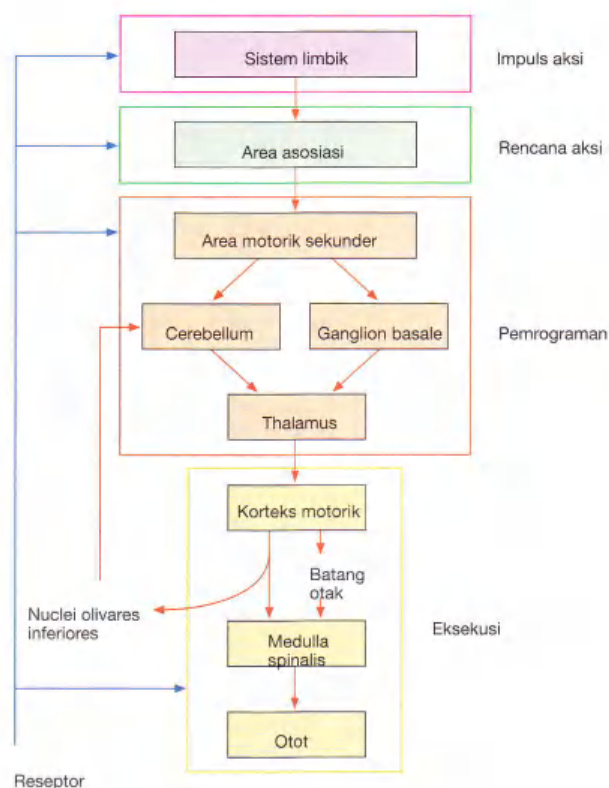 Sistem limbik
Impuls aksi
Area asosiasi
Rencana aksi
Area motorik sekunder
Cerebellum
Ganglion basale
Pemrograman
Thalamus
Korteks motorik
Batang
otak
Nuclei olivares
inferiores
Medulla
spinalis
Eksekusi
Otot
Reseptor